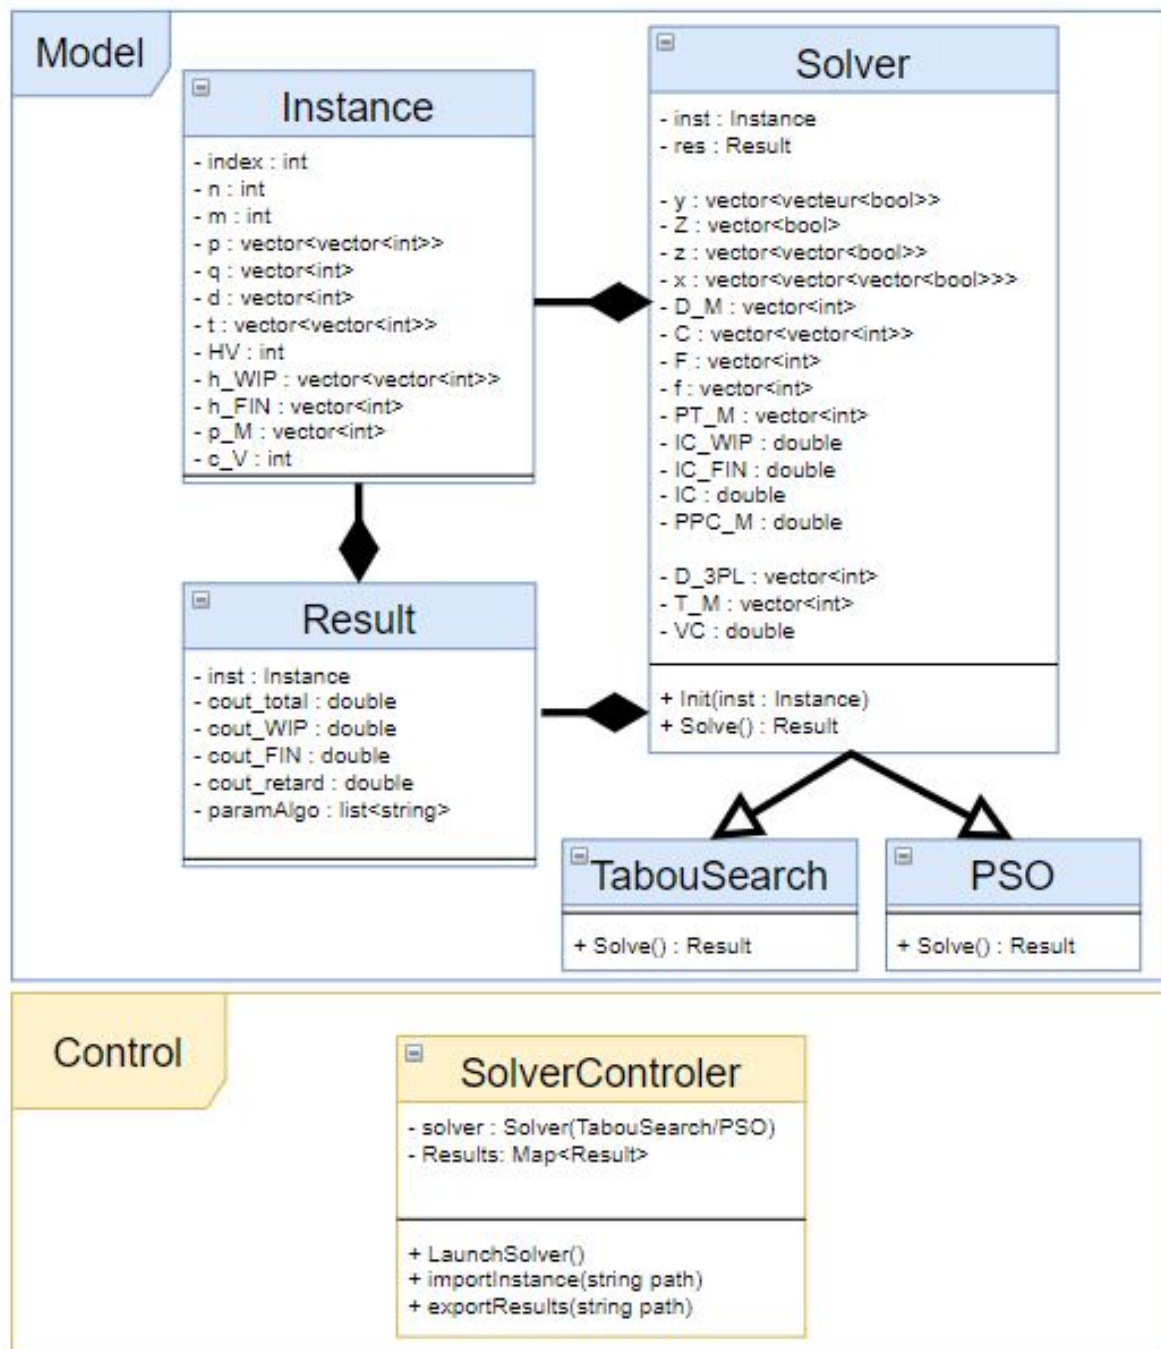 Model
Instance
- index : int
- n : int
- m : int
- p : vector<vector<int>>
- q : vector<int>
- d : vector<int>
- t : vector<vector<int>>
- HV : int
- h_WIP : vector<vector<int>>
- h_FIN : vector<int>
- p_M : vector<int>
- c_V : int
Solver
- inst : Instance
- res : Result
- y : vector<vecteur<bool>>
- Z : vector<bool>
- z : vector<vector<bool>>
- x : vector<vector<vector<bool>>>
- D_M : vector<int>
- C : vector<vector<int>>
- F : vector<int>
- f : vector<int>
- PT_M : vector<int>
- IC_WIP : double
- IC_FIN : double
- IC : double
- PPC_M : double
- D_3PL : vector<int>
- T_M : vector<int>
- VC : double
+ Init(inst : Instance)
+ Solve() : Result
Result
- inst : Instance
- cout_total : double
- cout_WIP : double
- cout_FIN : double
- cout_retard : double
- paramAlgo : list<string>
TabouSearch
+ Solve() : Result
PSO
+ Solve() : Result
Control
SolverControler
- solver : Solver(TabouSearch/PSO)
- Results: Map<Result>
+ LaunchSolver()
+ importInstance(string path)
+ exportResults(string path)